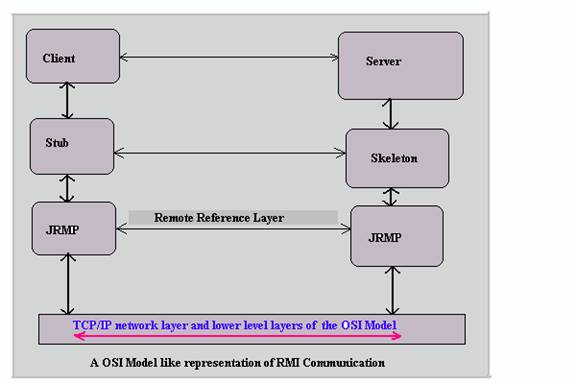 Client
Server
Stub
Skeleton
Remote Reference Layer
JRMP
JRMP
TCP/IP network layer and lower level layers of the OSI Model
A OSI Model like representation of RMI Communication